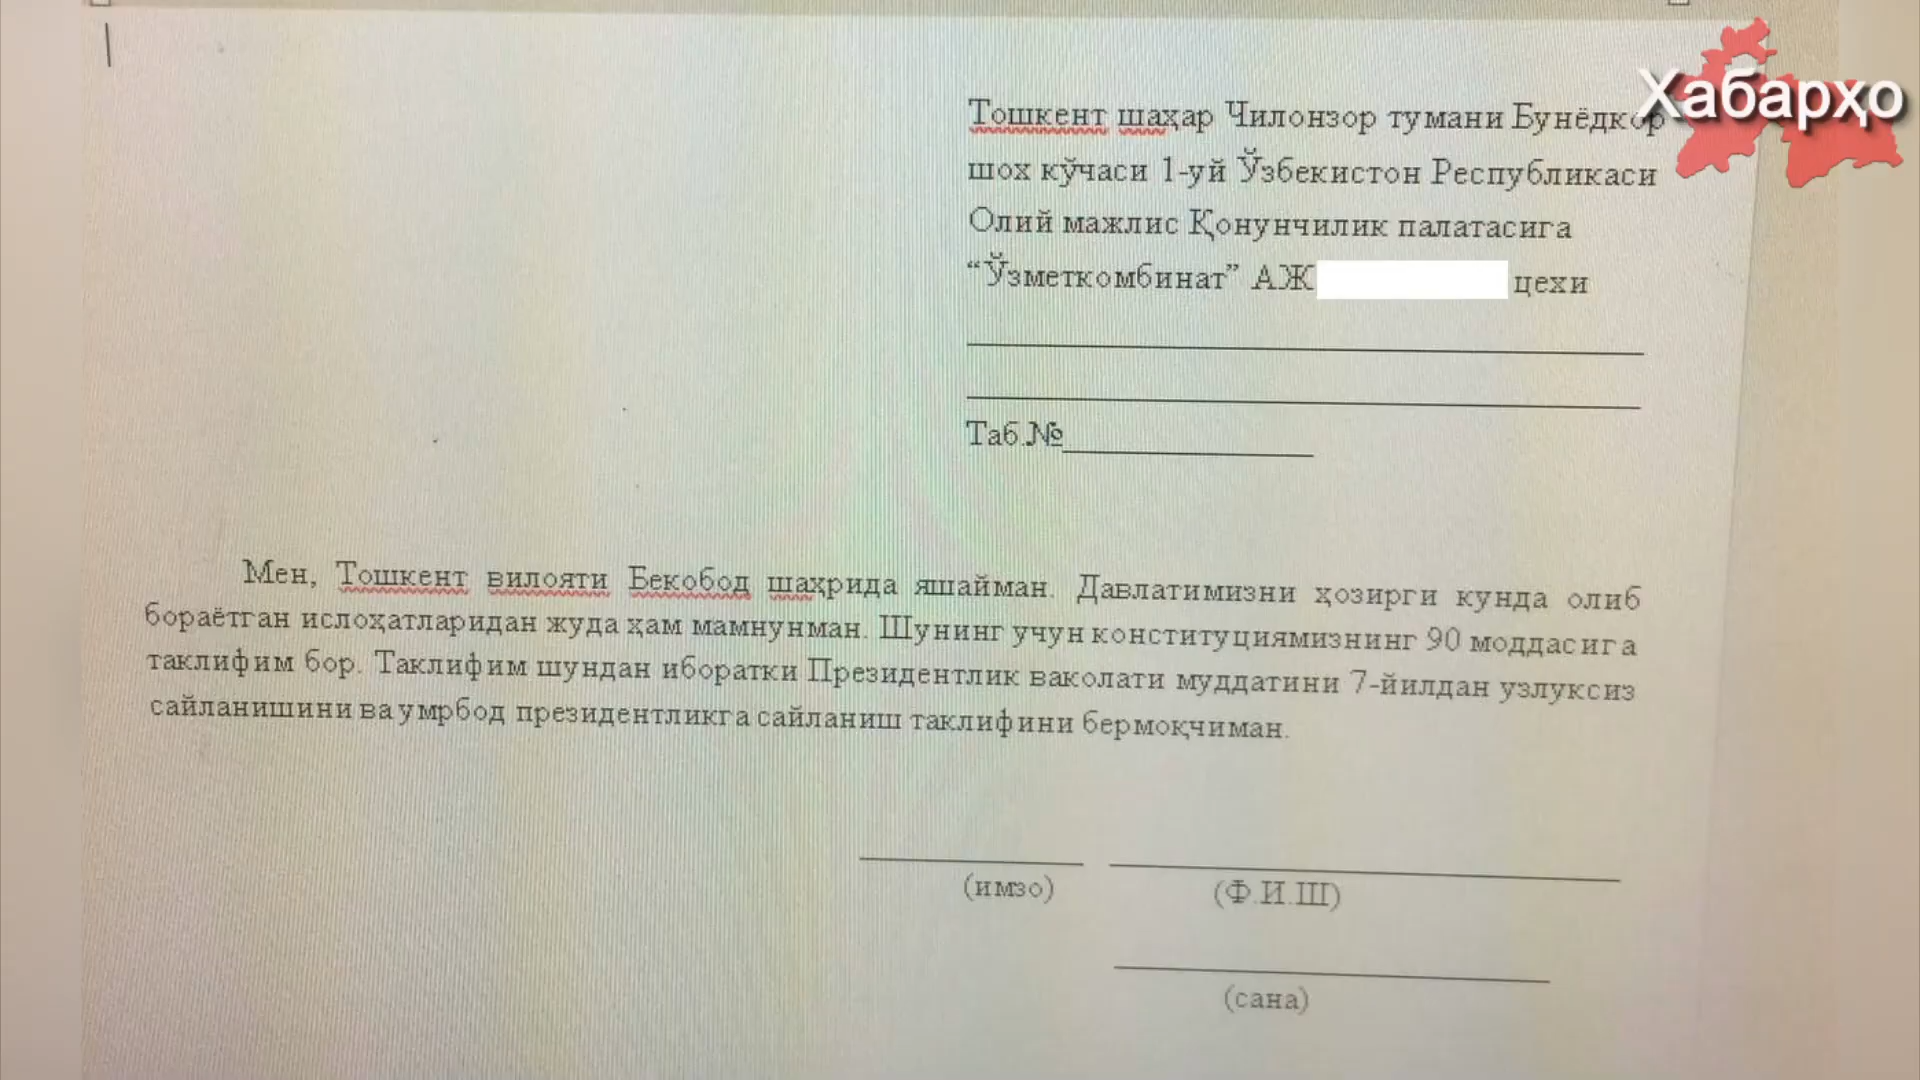 Хабарҳо
Тошкент шаҳар Чилонзор тумани Бунёдкор
шох кўчаси 1-уй Ўзбекистон Республикаси
Олий мажлис Қонунчилик палатасига
“Ўзметкомбинат” АЖ цехи
Таб.№
Мен, Тошкент вилояти Бекобод шаҳрида яшайман. Давлатимизни ҳозирги кунда олиб
бораётган ислоҳатларидан жуда ҳам мамнунман. Шунинг учун конституциямизнинг 90 моддасига
таклифим бор. Таклифим шундан иборатки Президентлик ваколати муддатини 7-йилдан узлуксиз
сайланишини ва умрбод президентликга сайланиш таклифини бермоқчиман.
(имзо) (Ф.И.Ш)
(сана)